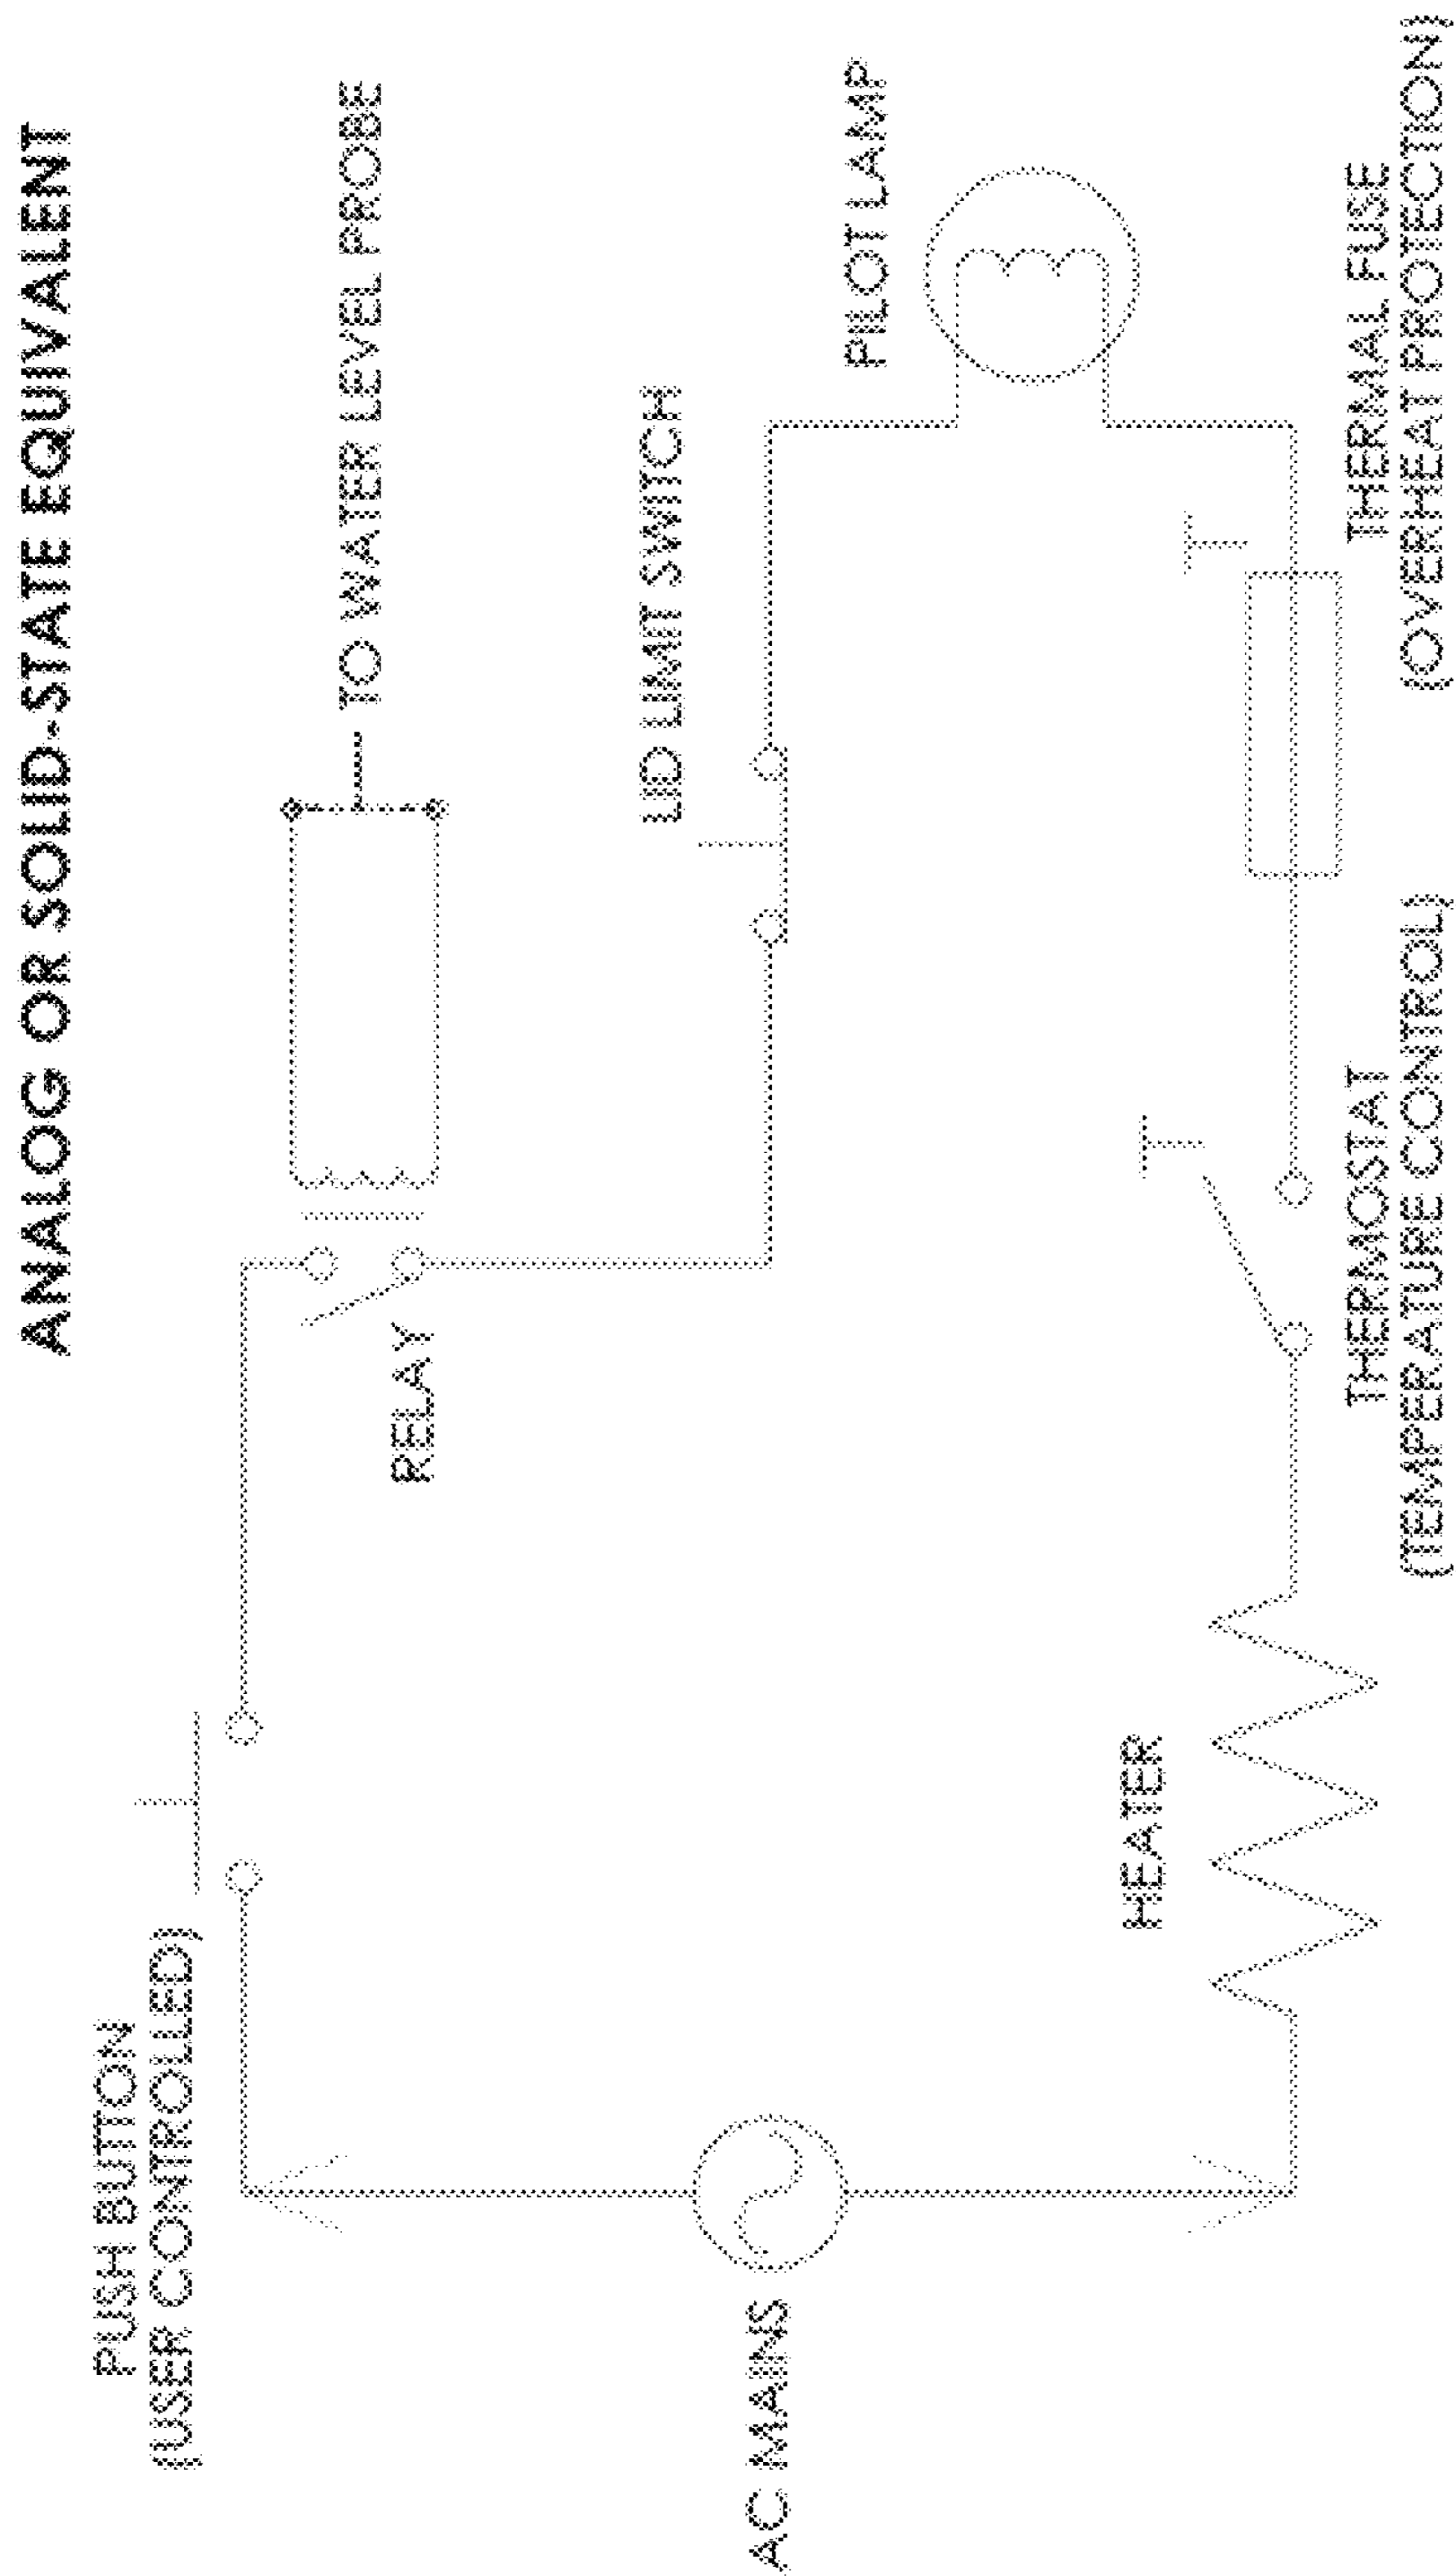 ANALOG OR SOLID-STATE EQUIVALENT
PUSH BUTTON
(USER CONTROLLED)
TO WATER LEVEL PROBE
RELAY
LID LIMIT SWITCH
AC MAINS
PILOT LAMP
HEATER
THERMOSTAT
(TEMPERATURE CONTROL)
THERMAL FUSE
(OVERHEAT PROTECTION)
T
T